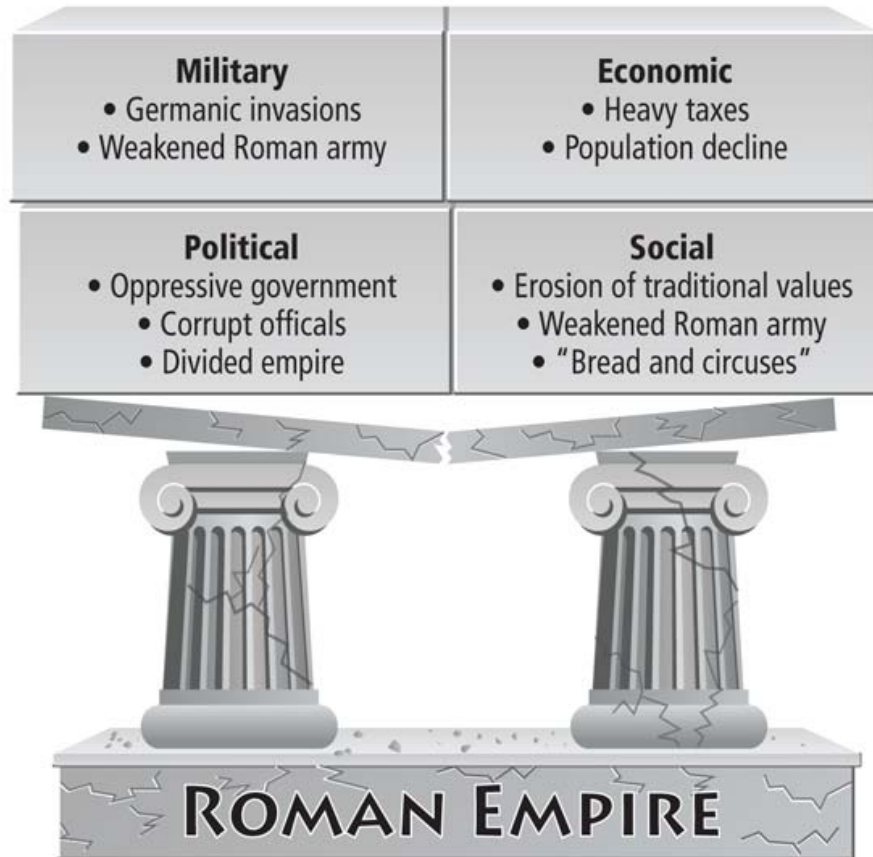 Military
• Germanic invasions
• Weakened Roman army
Economic
• Heavy taxes
• Population decline
Political
• Oppressive government
• Corrupt officals
• Divided empire
Social
• Erosion of traditional values
• Weakened Roman army
• “Bread and circuses”
ROMAN EMPIRE